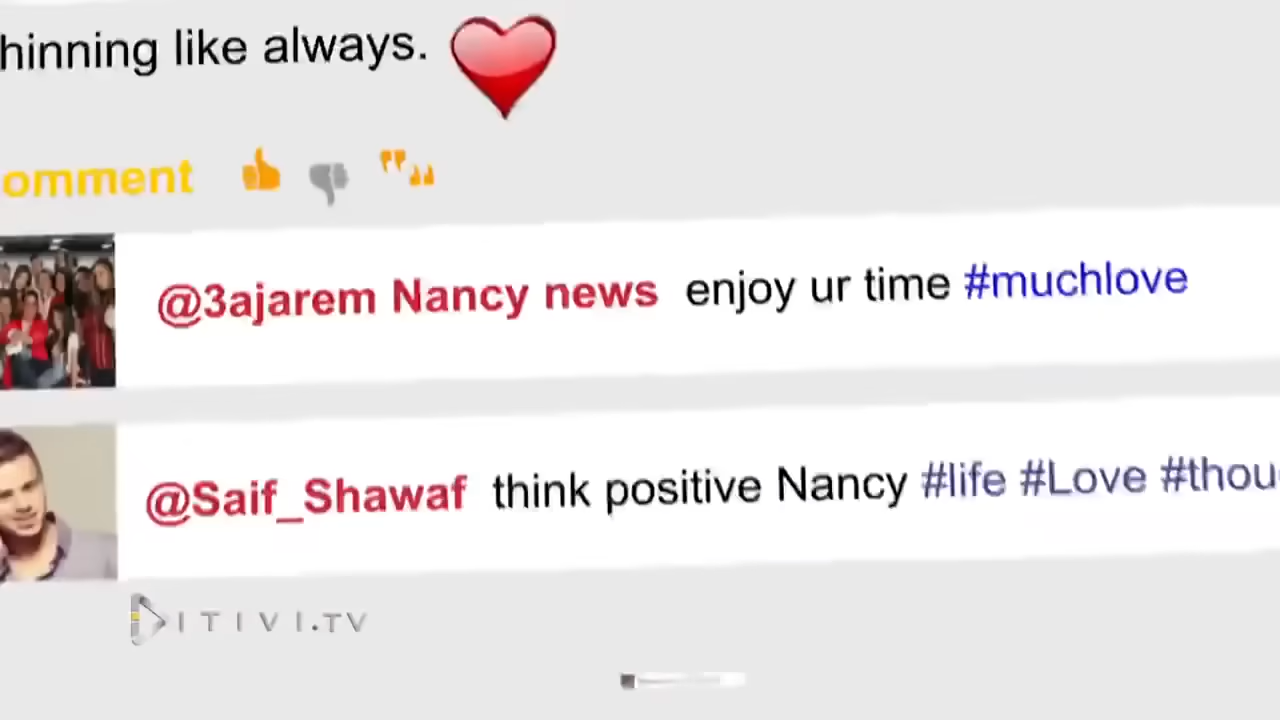 hinning like always.
omment
@3ajarem Nancy news enjoy ur time #muchlove
@Saif_Shawaf think positive Nancy #life #Love #thou
ITIVI.TV